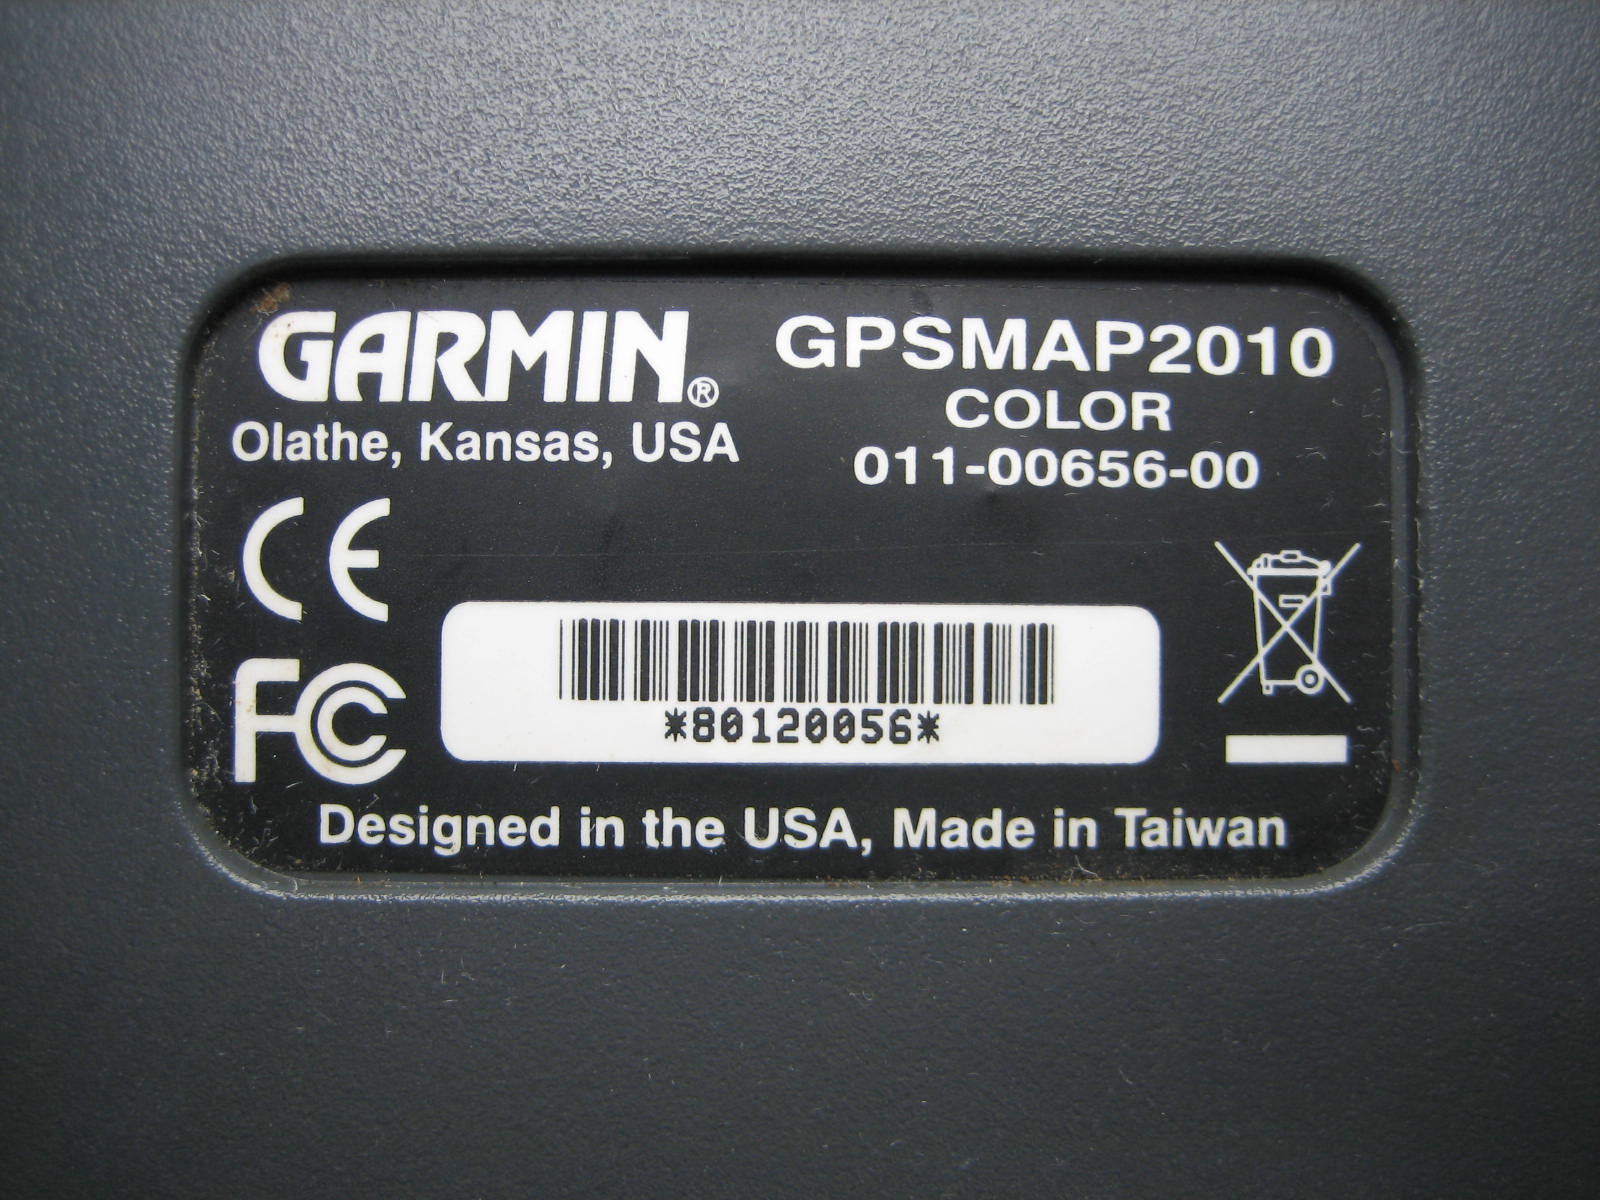 GARMIN®
Olathe, Kansas, USA
GPSMAP2010
COLOR
011-00656-00
CE
FC
*80120056*
Designed in the USA, Made in Taiwan